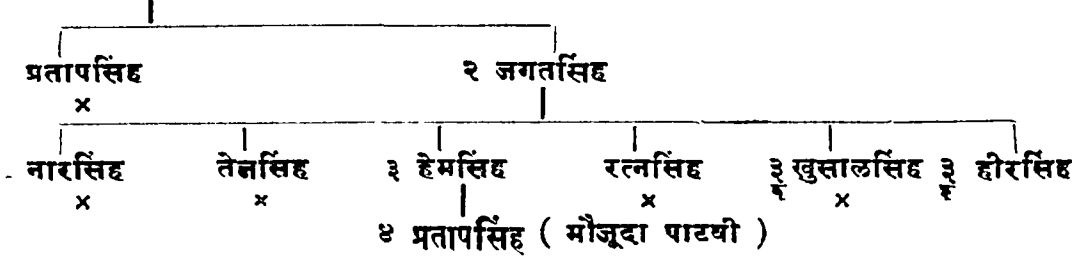 प्रतापसिंह २ जगतसिंह
×
नारसिंह तेजसिंह ३ हेमसिंह रत्नसिंह ३ खुसालसिंह ३ हीरसिंह
× × × ×
४ प्रतापसिंह ( मौजूदा पाटवी )